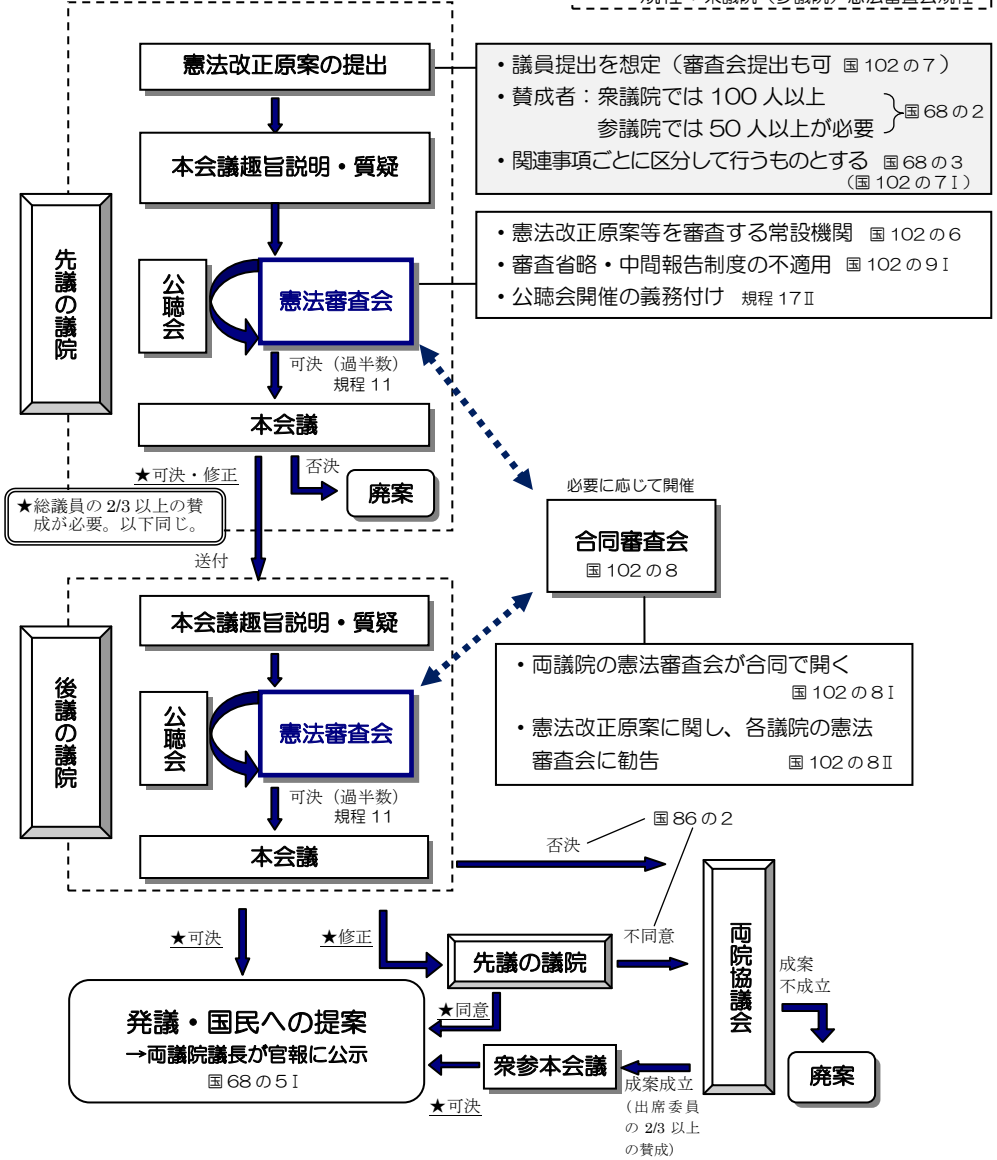 規程：衆議院（参議院）憲法審査会規程
憲法改正原案の提出
・議員提出を想定（審査会提出も可 国102の7）
・賛成者：衆議院では 100 人以上
参議院では 50 人以上が必要
国68の2
・関連事項ごとに区分して行うものとする 国68の3
（国102の7Ⅰ）
本会議趣旨説明・質疑
先議の議院
公聴会
憲法審査会
・憲法改正原案等を審査する常設機関 国102の6
・審査省略・中間報告制度の不適用 国102の9Ⅰ
・公聴会開催の義務付け 規程17Ⅱ
可決（過半数）
規程 11
本会議
★可決・修正
否決
廃案
★総議員の 2/3 以上の賛
成が必要。以下同じ。
送付
必要に応じて開催
合同審査会
国102の8
・両議院の憲法審査会が合同で開く
国102の8Ⅰ
・憲法改正原案に関し、各議院の憲法
審査会に勧告 国102の8Ⅱ
後議の議院
本会議趣旨説明・質疑
公聴会
憲法審査会
可決（過半数）
規程 11
本会議
国86の2
否決
★可決
★修正
先議の議院
不同意
両院協議会
成案
不成立
廃案
★同意
発議・国民への提案
→両議院議長が官報に公示
国68の5Ⅰ
衆参本会議
★可決
成案成立
（出席委員
の 2/3 以上
の賛成）